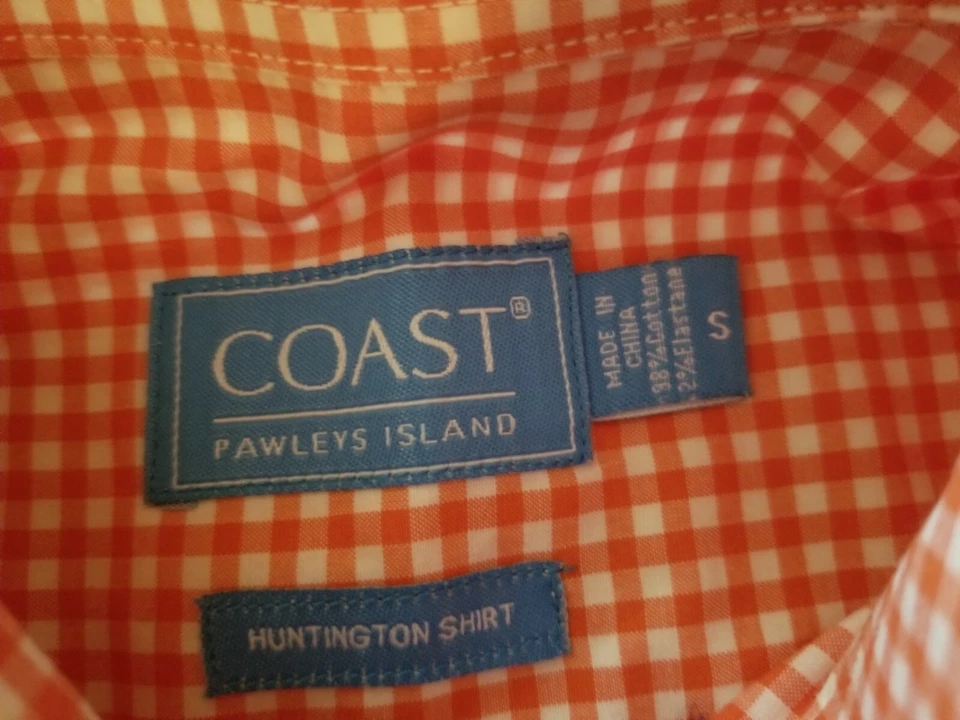 COAST®
PAWLEYS ISLAND
MADE IN
CHINA
98%Cotton
2%Elastane
S
HUNTINGTON SHIRT